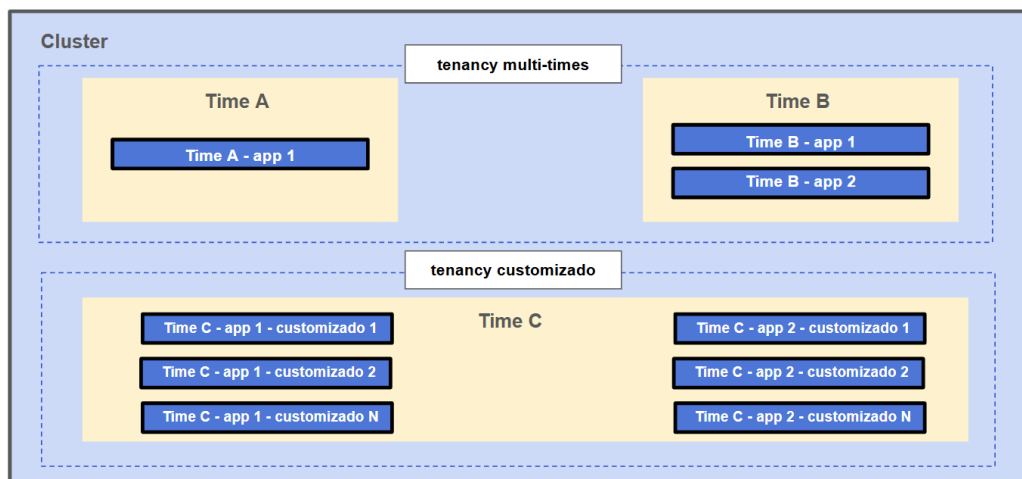 Cluster
tenancy multi-times
Time A
Time B
Time A - app 1
Time B - app 1
Time B - app 2
tenancy customizado
Time C
Time C - app 1 - customizado 1
Time C - app 2 - customizado 1
Time C - app 1 - customizado 2
Time C - app 2 - customizado 2
Time C - app 1 - customizado N
Time C - app 2 - customizado N